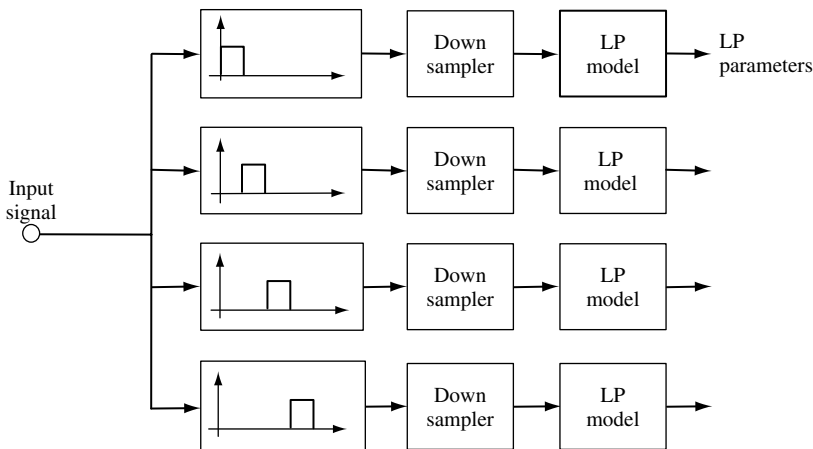 Down
sampler
LP
model
LP
parameters
Down
sampler
LP
model
Input
signal
Down
sampler
LP
model
Down
sampler
LP
model